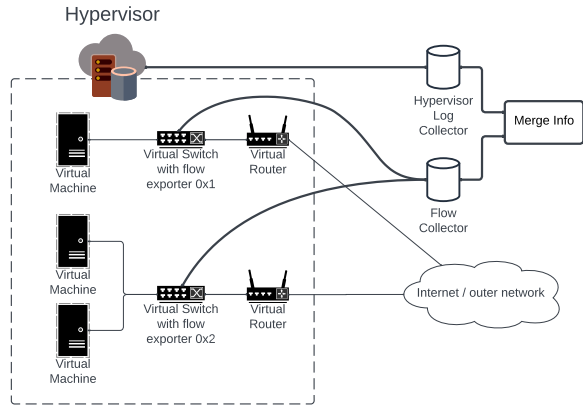 Hypervisor
Hypervisor
Log
Collector
Merge Info
Virtual
Machine
Virtual Switch
with flow
exporter 0x1
Virtual
Router
Flow
Collector
Virtual
Machine
Internet / outer network
Virtual Switch
with flow
exporter 0x2
Virtual
Router
Virtual
Machine